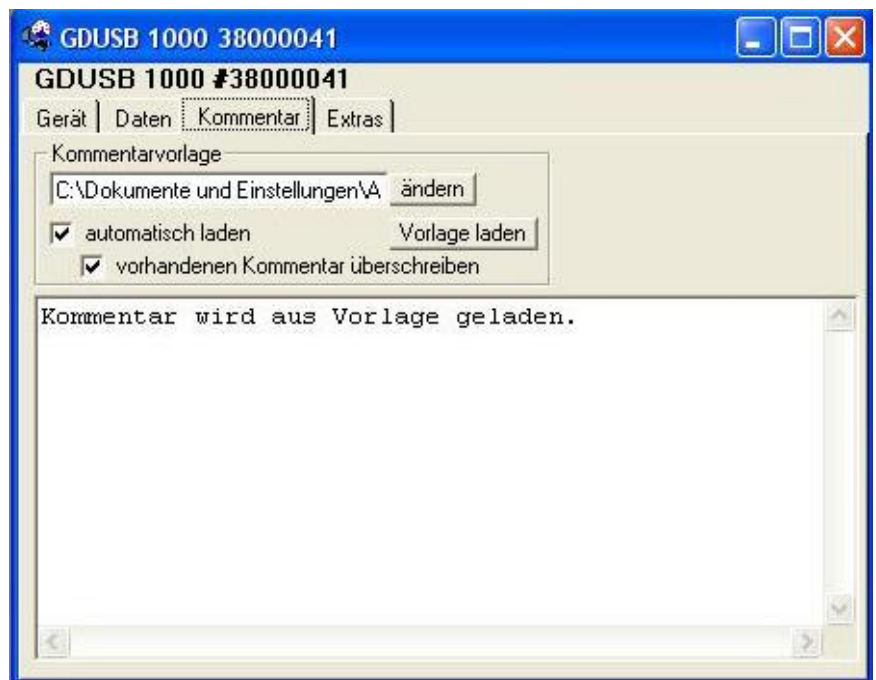 GDUSB 1000 38000041
GDUSB 1000 #38000041
Gerät Daten Kommentar Extras
Kommentarvorlage
C:\Dokumente und Einstellungen\A ändern
automatisch laden Vorlage laden
vorhandenen Kommentar überschreiben
Kommentar wird aus Vorlage geladen.